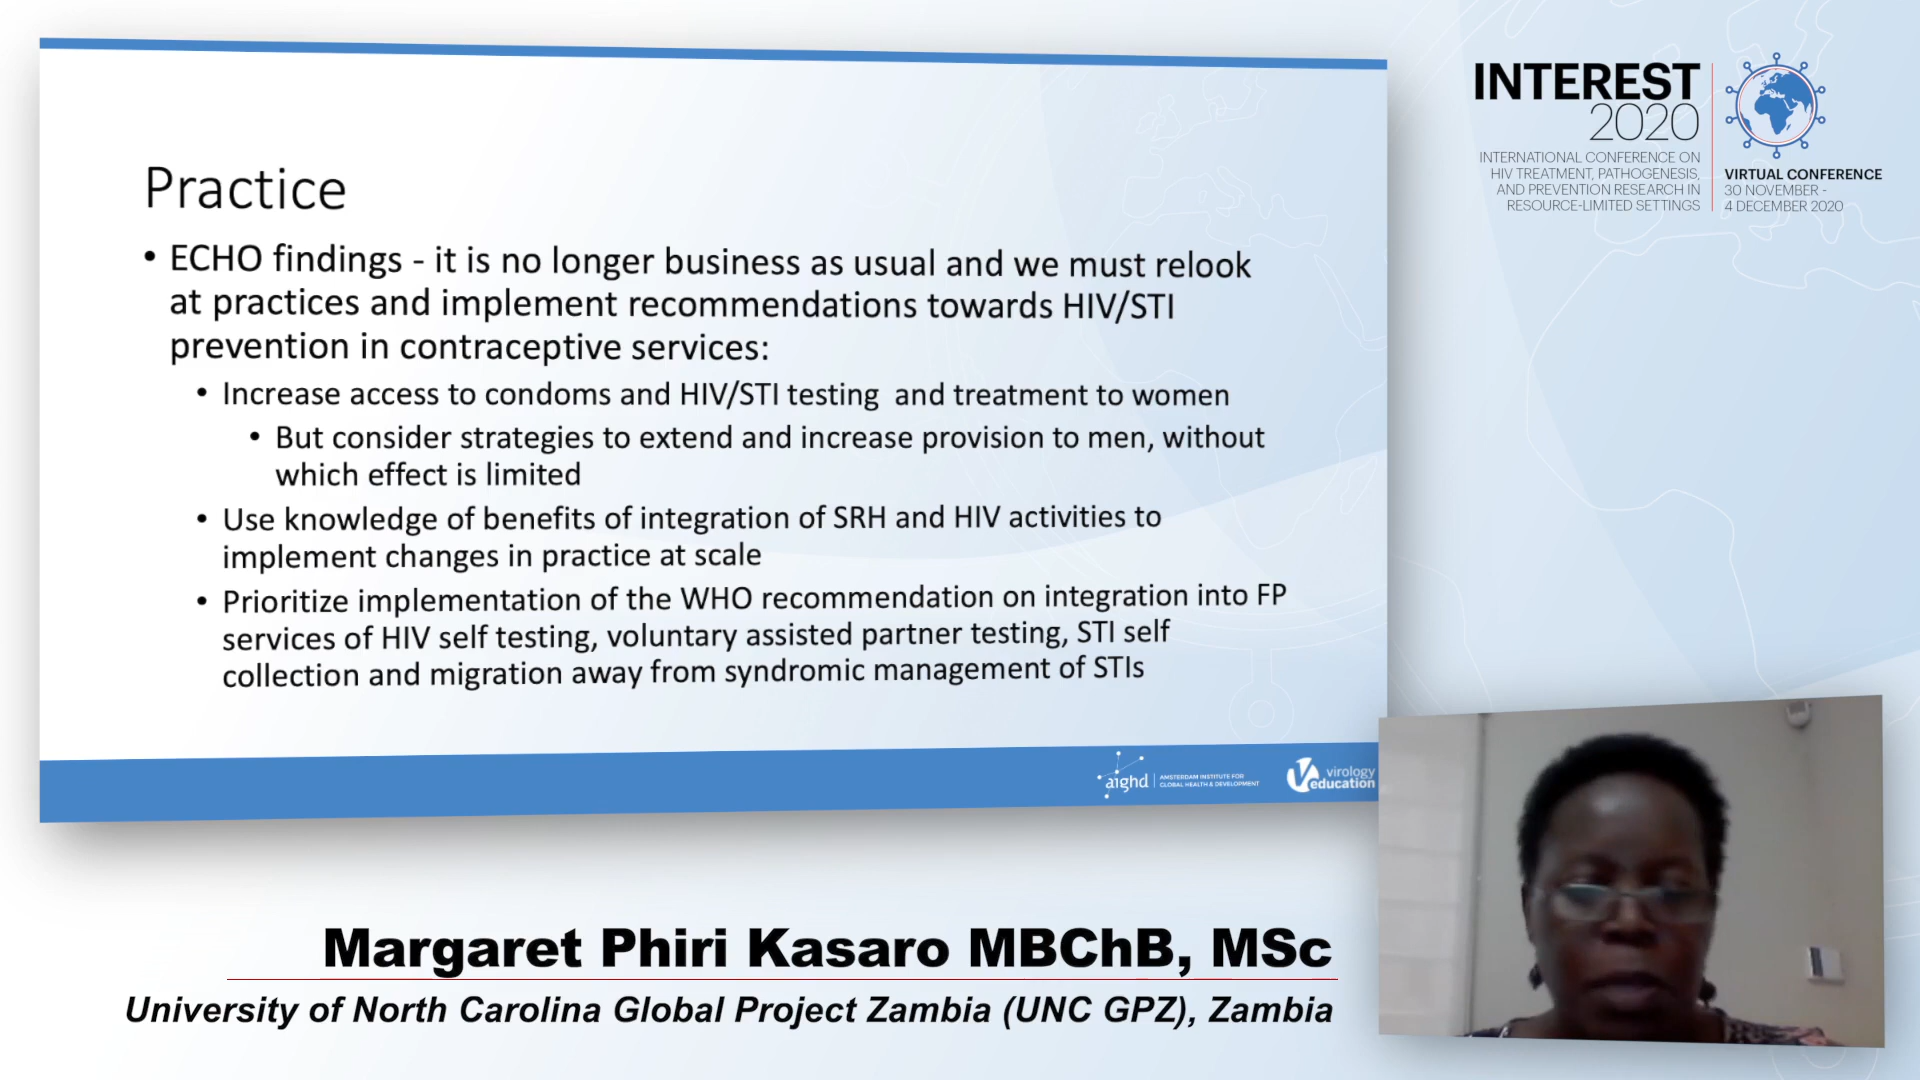 Practice
• ECHO findings - it is no longer business as usual and we must relook
at practices and implement recommendations towards HIV/STI
prevention in contraceptive services:
• Increase access to condoms and HIV/STI testing  and treatment to women
• But consider strategies to extend and increase provision to men, without
which effect is limited
• Use knowledge of benefits of integration of SRH and HIV activities to
implement changes in practice at scale
• Prioritize implementation of the WHO recommendation on integration into FP
services of HIV self testing, voluntary assisted partner testing, STI self
collection and migration away from syndromic management of STIs
aighd
AMSTERDAM INSTITUTE FOR
GLOBAL HEALTH & DEVELOPMENT
virology
education
INTEREST
2020
INTERNATIONAL CONFERENCE ON
HIV TREATMENT, PATHOGENESIS,
AND PREVENTION RESEARCH IN
RESOURCE-LIMITED SETTINGS
VIRTUAL CONFERENCE
30 NOVEMBER -
4 DECEMBER 2020
Margaret Phiri Kasaro MBChB, MSc
University of North Carolina Global Project Zambia (UNC GPZ), Zambia